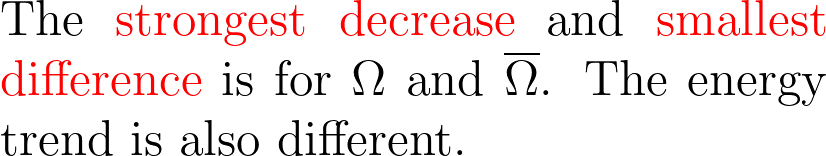 The strongest decrease and smallest
difference is for Ω and Ω̅. The energy
trend is also different.